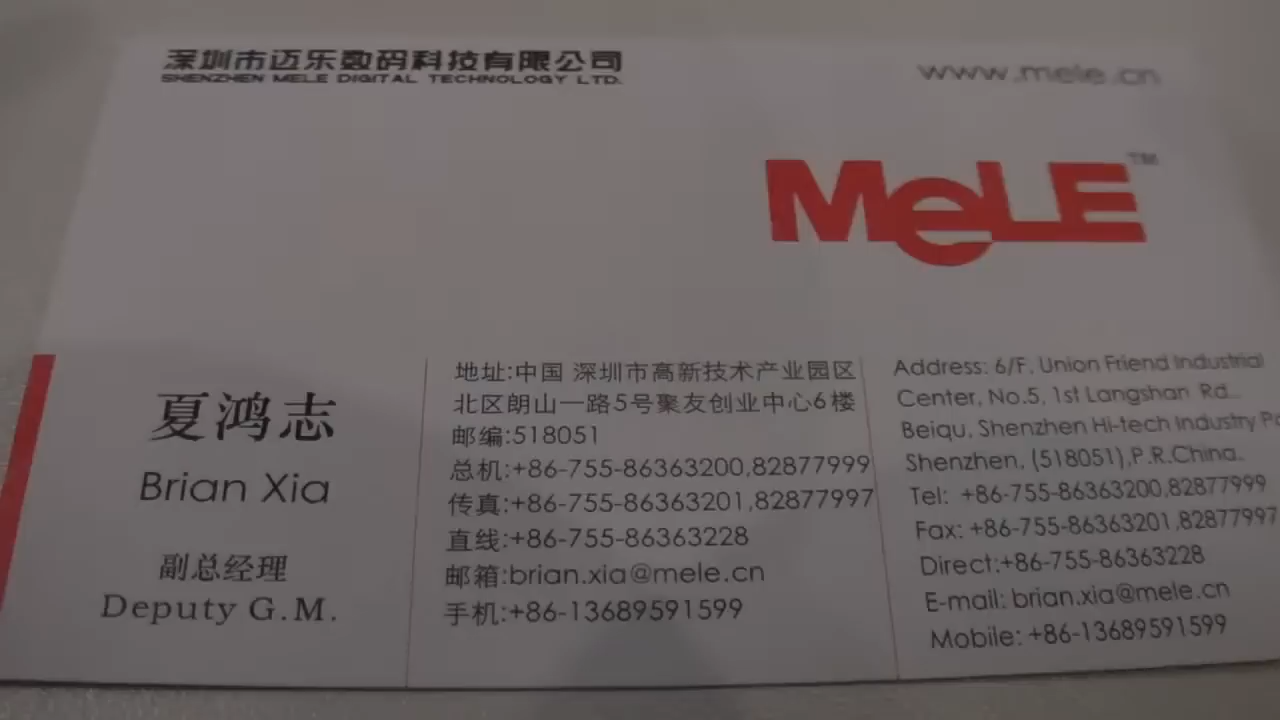 深圳市迈乐数码科技有限公司
SHENZHEN MELE DIGITAL TECHNOLOGY LTD.
www.mele.cn
MeLE™
夏鸿志
Brian Xia
副总经理
Deputy G.M.
地址:中国 深圳市高新技术产业园区
北区朗山一路5号聚友创业中心6楼
邮编:518051
总机:+86-755-86363200,82877999
传真:+86-755-86363201,82877997
直线:+86-755-86363228
邮箱:brian.xia@mele.cn
手机:+86-13689591599
Address: 6/F, Union Friend Industrial
Center, No.5, 1st Langshan Rd.,
Beiqu, Shenzhen Hi-tech Industry
Shenzhen, (518051),P.R.China.
Tel: +86-755-86363200,82877999
Fax: +86-755-86363201,82877997
Direct:+86-755-86363228
E-mail: brian.xia@mele.cn
Mobile: +86-13689591599